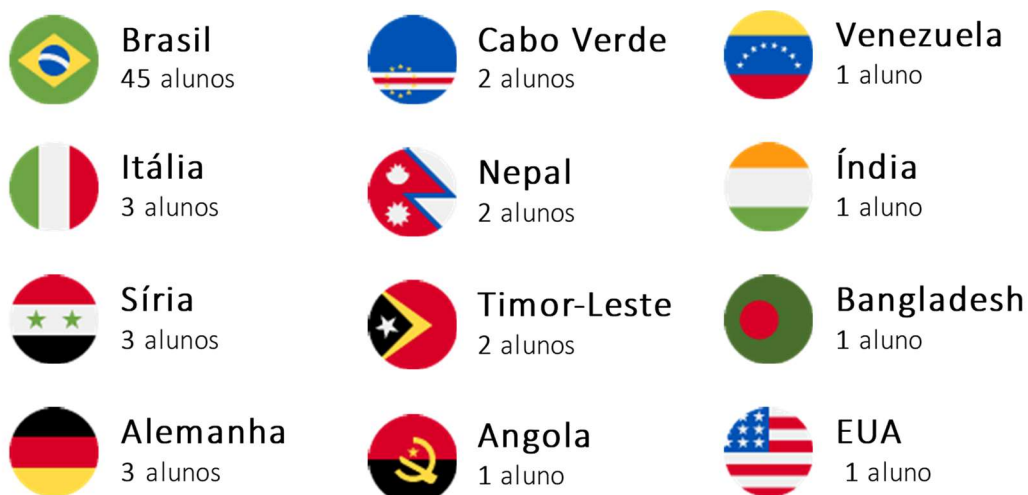 Brasil
45 alunos
Itália
3 alunos
Síria
3 alunos
Alemanha
3 alunos
Cabo Verde
2 alunos
Nepal
2 alunos
Timor-Leste
2 alunos
Angola
1 aluno
Venezuela
1 aluno
Índia
1 aluno
Bangladesh
1 aluno
EUA
1 aluno